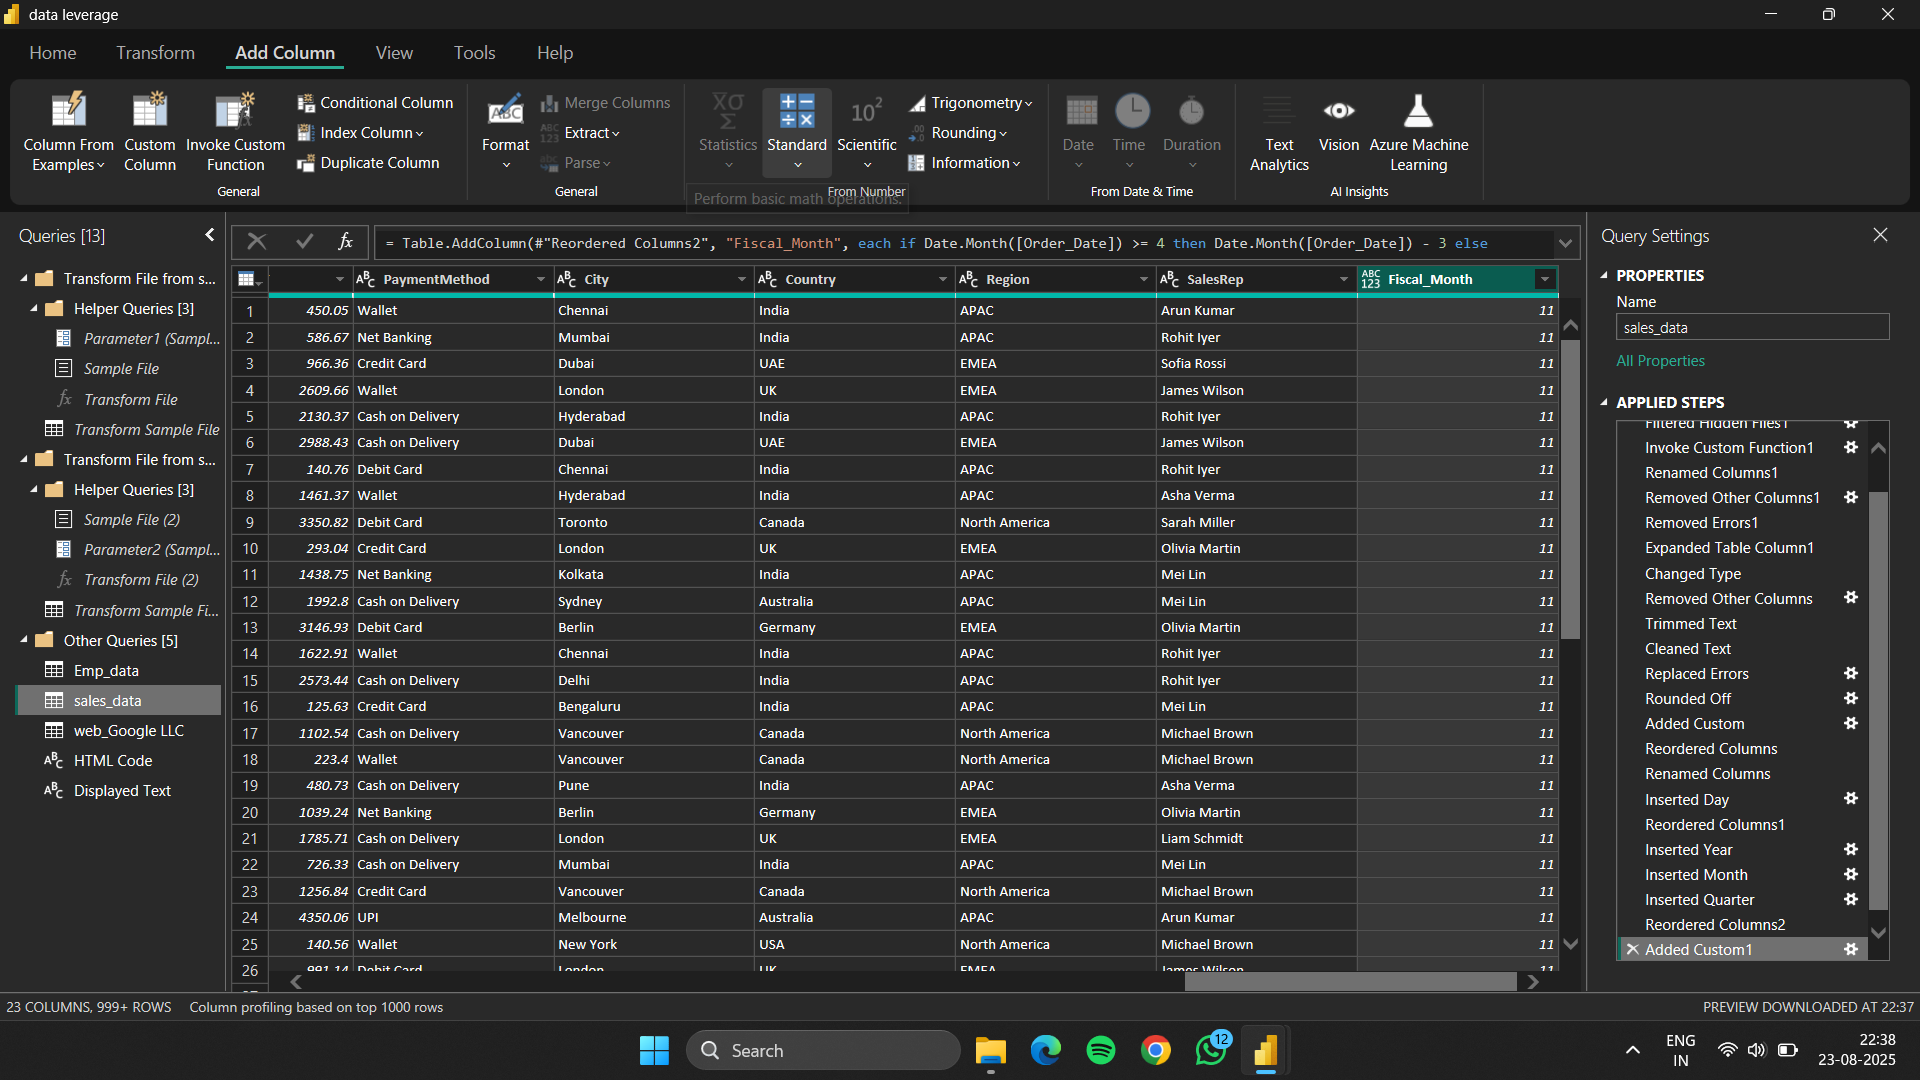 data leverage
Home Transform Add Column View Tools Help
Column From Examples
Custom Column
Invoke Custom Function
Conditional Column
Index Column
Duplicate Column
General
Format
Merge Columns
Extract
Parse
General
Statistics
Standard
Scientific
Trigonometry
Rounding
Information
From Number
Perform basic math operations.
Date
Time
Duration
From Date & Time
Text Analytics
Vision
Azure Machine Learning
AI Insights
Queries [13]
Transform File from s...
Helper Queries [3]
Parameter1 (Sampl...
Sample File
Transform File
Transform Sample File
Transform File from s...
Helper Queries [3]
Sample File (2)
Parameter2 (Sampl...
Transform File (2)
Transform Sample Fi...
Other Queries [5]
Emp_data
sales_data
web_Google LLC
HTML Code
Displayed Text
= Table.AddColumn(#"Reordered Columns2", "Fiscal_Month", each if Date.Month([Order_Date]) >= 4 then Date.Month([Order_Date]) - 3 else
PaymentMethod City Country Region SalesRep Fiscal_Month
1 450.05 Wallet Chennai India APAC Arun Kumar 11
2 586.67 Net Banking Mumbai India APAC Rohit Iyer 11
3 966.36 Credit Card Dubai UAE EMEA Sofia Rossi 11
4 2609.66 Wallet London UK EMEA James Wilson 11
5 2130.37 Cash on Delivery Hyderabad India APAC Rohit Iyer 11
6 2988.43 Cash on Delivery Dubai UAE EMEA James Wilson 11
7 140.76 Debit Card Chennai India APAC Rohit Iyer 11
8 1461.37 Wallet Hyderabad India APAC Asha Verma 11
9 3350.82 Debit Card Toronto Canada North America Sarah Miller 11
10 293.04 Credit Card London UK EMEA Olivia Martin 11
11 1438.75 Net Banking Kolkata India APAC Mei Lin 11
12 1992.8 Cash on Delivery Sydney Australia APAC Mei Lin 11
13 3146.93 Debit Card Berlin Germany EMEA Olivia Martin 11
14 1622.91 Wallet Chennai India APAC Rohit Iyer 11
15 2573.44 Cash on Delivery Delhi India APAC Rohit Iyer 11
16 125.63 Credit Card Bengaluru India APAC Mei Lin 11
17 1102.54 Cash on Delivery Vancouver Canada North America Michael Brown 11
18 223.4 Wallet Vancouver Canada North America Michael Brown 11
19 480.73 Cash on Delivery Pune India APAC Asha Verma 11
20 1039.24 Net Banking Berlin Germany EMEA Olivia Martin 11
21 1785.71 Cash on Delivery London UK EMEA Liam Schmidt 11
22 726.33 Cash on Delivery Mumbai India APAC Mei Lin 11
23 1256.84 Credit Card Vancouver Canada North America Michael Brown 11
24 4350.06 UPI Melbourne Australia APAC Arun Kumar 11
25 140.56 Wallet New York USA North America Michael Brown 11
26 991.14 Debit Card London UK EMEA James Wilson 11
Query Settings
PROPERTIES
Name
sales_data
All Properties
APPLIED STEPS
Filtered Hidden Files1
Invoke Custom Function1
Renamed Columns1
Removed Other Columns1
Removed Errors1
Expanded Table Column1
Changed Type
Removed Other Columns
Trimmed Text
Cleaned Text
Replaced Errors
Rounded Off
Added Custom
Reordered Columns
Renamed Columns
Inserted Day
Reordered Columns1
Inserted Year
Inserted Month
Inserted Quarter
Reordered Columns2
Added Custom1
23 COLUMNS, 999+ ROWS Column profiling based on top 1000 rows
PREVIEW DOWNLOADED AT 22:37
Search
12
ENG
IN
22:38
23-08-2025